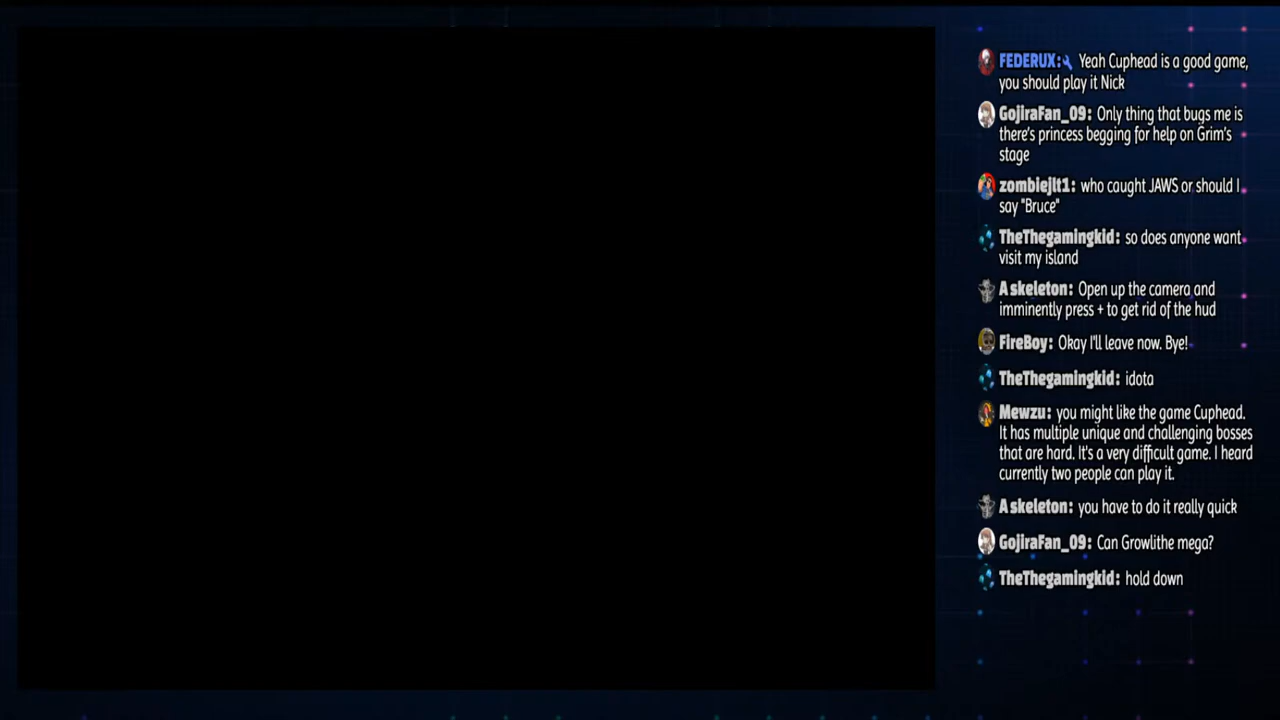 FEDERUX: Yeah Cuphead is a good game,
you should play it Nick
GojiraFan_09: Only thing that bugs me is
there's princess begging for help on Grim's
stage
zombiejlt1: who caught JAWS or should I
say "Bruce"
TheThegamingkid: so does anyone want
visit my island
A skeleton: Open up the camera and
imminently press + to get rid of the hud
FireBoy: Okay I'll leave now. Bye!
TheThegamingkid: idota
Mewzu: you might like the game Cuphead.
It has multiple unique and challenging bosses
that are hard. It's a very difficult game. I heard
currently two people can play it.
A skeleton: you have to do it really quick
GojiraFan_09: Can Growlithe mega?
TheThegamingkid: hold down